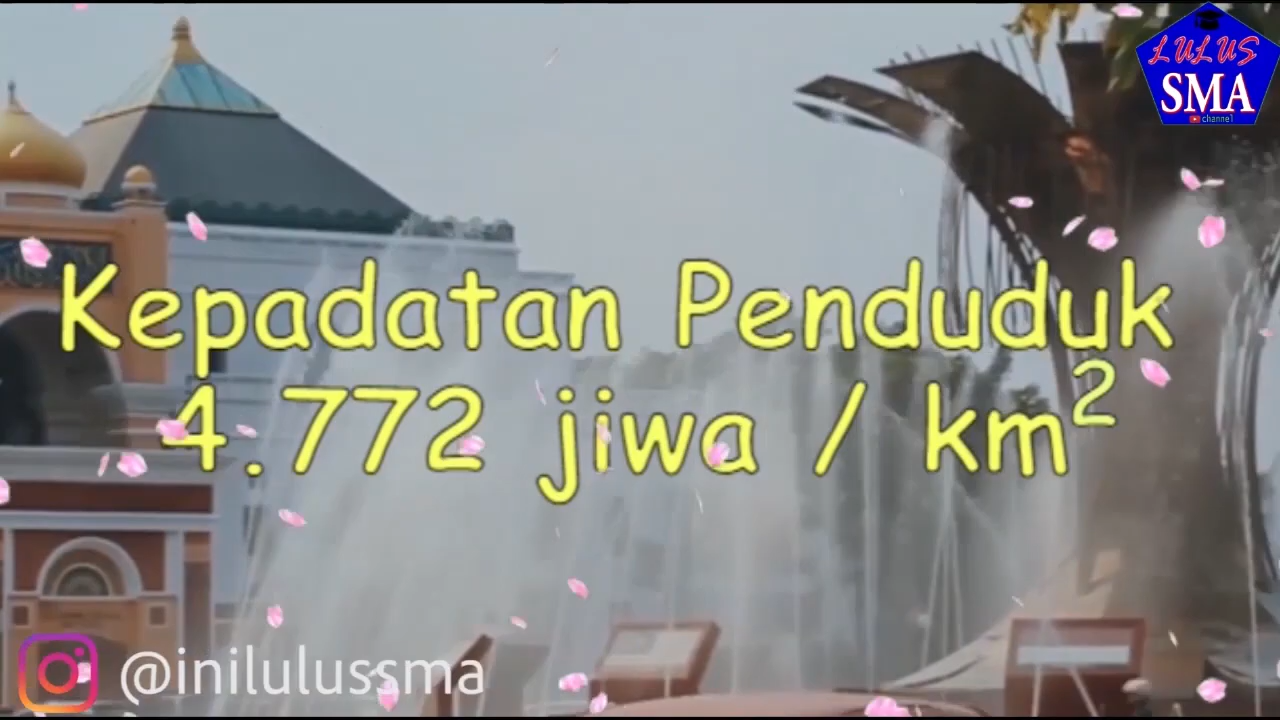 LULUS
SMA
channel
Kepadatan Penduduk
4.772 jiwa / km²
@inilulussma